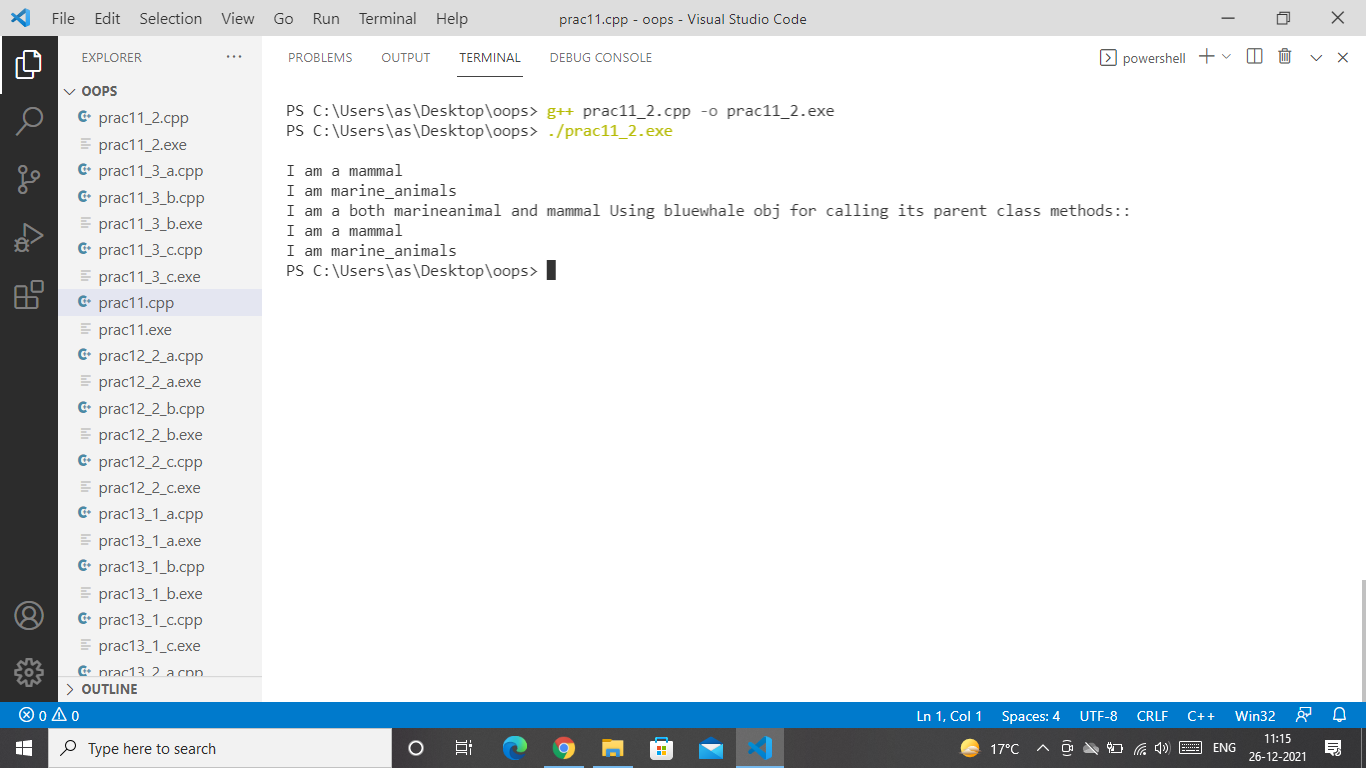 File Edit Selection View Go Run Terminal Help prac11.cpp - oops - Visual Studio Code
EXPLORER
OOPS
prac11_2.cpp
prac11_2.exe
prac11_3_a.cpp
prac11_3_b.cpp
prac11_3_b.exe
prac11_3_c.cpp
prac11_3_c.exe
prac11.cpp
prac11.exe
prac12_2_a.cpp
prac12_2_a.exe
prac12_2_b.cpp
prac12_2_b.exe
prac12_2_c.cpp
prac12_2_c.exe
prac13_1_a.cpp
prac13_1_a.exe
prac13_1_b.cpp
prac13_1_b.exe
prac13_1_c.cpp
prac13_1_c.exe
prac13_2_a.cpp
OUTLINE
PROBLEMS OUTPUT TERMINAL DEBUG CONSOLE powershell
PS C:\Users\as\Desktop\oops> g++ prac11_2.cpp -o prac11_2.exe
PS C:\Users\as\Desktop\oops> ./prac11_2.exe
I am a mammal
I am marine_animals
I am a both marineanimal and mammal Using bluewhale obj for calling its parent class methods::
I am a mammal
I am marine_animals
PS C:\Users\as\Desktop\oops>
0 0 Ln 1, Col 1 Spaces: 4 UTF-8 CRLF C++ Win32
Type here to search 17°C ENG
11:15
26-12-2021